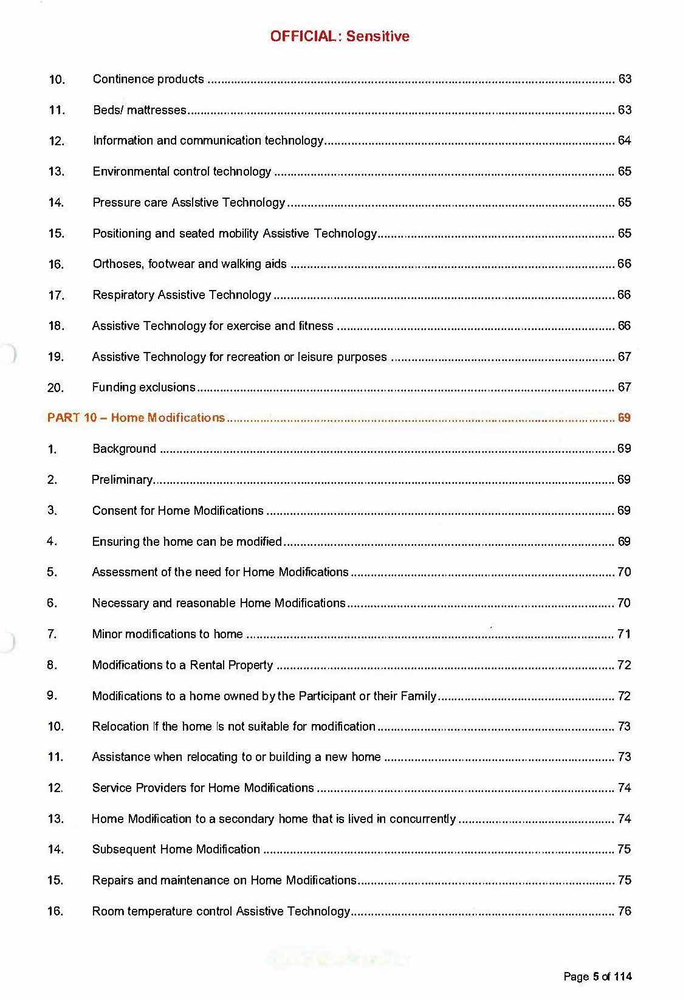 OFFICIAL: Sensitive
10. Continence products ........................ 63
11. Beds/ mattresses ........................ 63
12. Information and communication technology ........................ 64
13. Environmental control technology ........................ 65
14. Pressure care Assistive Technology ........................ 65
15. Positioning and seated mobility Assistive Technology ........................ 65
16. Orthoses, footwear and walking aids ........................ 66
17. Respiratory Assistive Technology ........................ 66
18. Assistive Technology for exercise and fitness ........................ 66
19. Assistive Technology for recreation or leisure purposes ........................ 67
20. Funding exclusions ........................ 67
PART 10 – Home Modifications ........................ 69
1. Background ........................ 69
2. Preliminary ........................ 69
3. Consent for Home Modifications ........................ 69
4. Ensuring the home can be modified ........................ 69
5. Assessment of the need for Home Modifications ........................ 70
6. Necessary and reasonable Home Modifications ........................ 70
7. Minor modifications to home ........................ 71
8. Modifications to a Rental Property ........................ 72
9. Modifications to a home owned by the Participant or their Family ........................ 72
10. Relocation If the home Is not suitable for modification ........................ 73
11. Assistance when relocating to or building a new home ........................ 73
12. Service Providers for Home Modifications ........................ 74
13. Home Modification to a secondary home that is lived in concurrently ........................ 74
14. Subsequent Home Modification ........................ 75
15. Repairs and maintenance on Home Modifications ........................ 75
16. Room temperature control Assistive Technology ........................ 76
Page 5 of 114